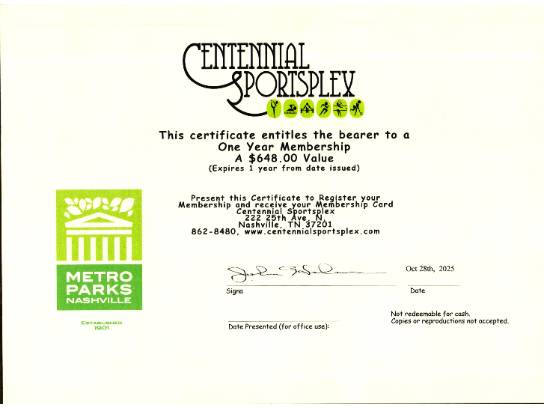 CENTENNIAL
SPORTSPLEX
This certificate entitles the bearer to a
One Year Membership
A $648.00 Value
(Expires 1 year from date issued)
Present this Certificate to Register your
Membership and receive your Membership Card
Centennial Sportsplex
222 25th Ave. N.
Nashville, TN 37201
862-8480, www.centennialsportsplex.com
METRO
PARKS
NASHVILLE
ESTABLISHED
1901
Oct 28th, 2025
Signs
Date
Date Presented (for office use):
Not redeemable for cash.
Copies or reproductions not accepted.